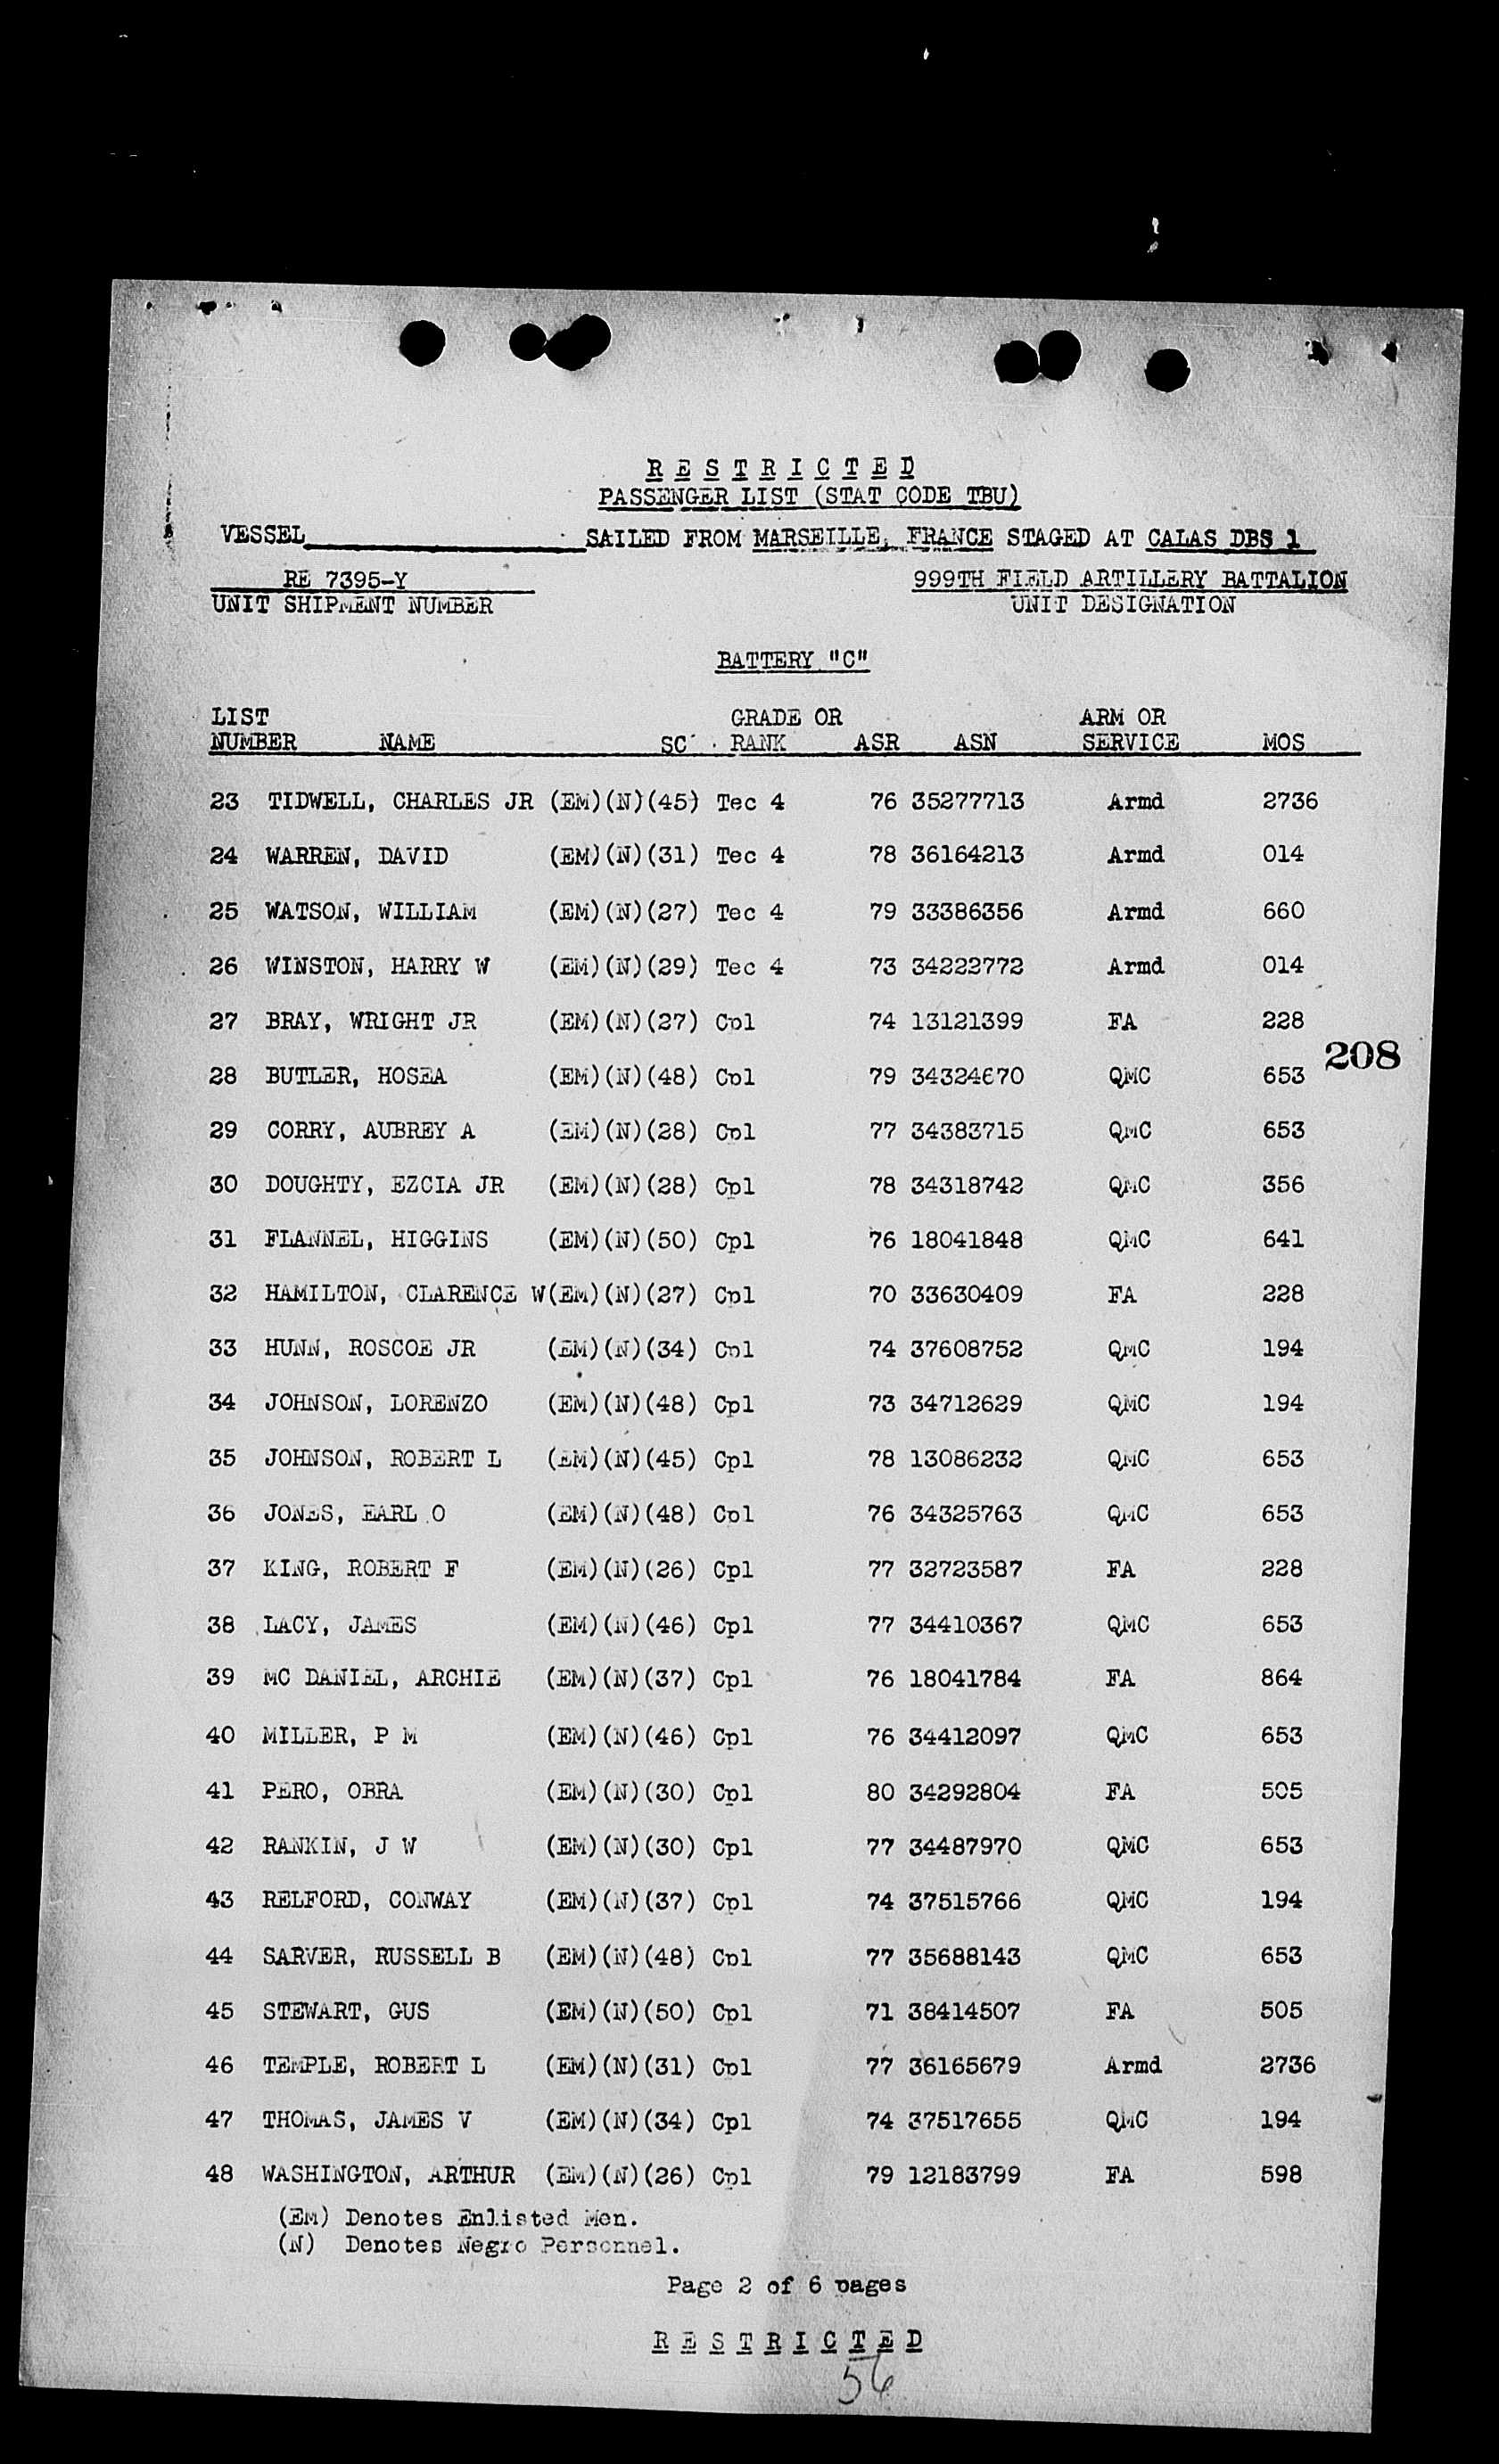 R E S T R I C T E D
PASSENGER LIST (STAT CODE TBU)
VESSEL SAILED FROM MARSEILLE, FRANCE STAGED AT CALAS DBS 1
RE 7395-Y 999TH FIELD ARTILLERY BATTALION
UNIT SHIPMENT NUMBER UNIT DESIGNATION
BATTERY "C"
LIST GRADE OR ARM OR
NUMBER NAME SC RANK ASR ASN SERVICE MOS
23 TIDWELL, CHARLES JR (EM)(N)(45) Tec 4 76 35277713 Armd 2736
24 WARREN, DAVID (EM)(N)(31) Tec 4 78 36164213 Armd 014
25 WATSON, WILLIAM (EM)(N)(27) Tec 4 79 33386356 Armd 660
26 WINSTON, HARRY W (EM)(N)(29) Tec 4 73 34222772 Armd 014
27 BRAY, WRIGHT JR (EM)(N)(27) Cpl 74 13121399 FA 228
208
28 BUTLER, HOSEA (EM)(N)(48) Cpl 79 34324670 QMC 653
29 CORRY, AUBREY A (EM)(N)(28) Cpl 77 34383715 QMC 653
30 DOUGHTY, EZCIA JR (EM)(N)(28) Cpl 78 34318742 QMC 356
31 FLANNEL, HIGGINS (EM)(N)(50) Cpl 76 18041848 QMC 641
32 HAMILTON, CLARENCE W(EM)(N)(27) Cpl 70 33630409 FA 228
33 HUNN, ROSCOE JR (EM)(N)(34) Cpl 74 37608752 QMC 194
34 JOHNSON, LORENZO (EM)(N)(48) Cpl 73 34712629 QMC 194
35 JOHNSON, ROBERT L (EM)(N)(45) Cpl 78 13086232 QMC 653
36 JONES, EARL O (EM)(N)(48) Cpl 76 34325763 QMC 653
37 KING, ROBERT F (EM)(N)(26) Cpl 77 32723587 FA 228
38 LACY, JAMES (EM)(N)(46) Cpl 77 34410367 QMC 653
39 MC DANIEL, ARCHIE (EM)(N)(37) Cpl 76 18041784 FA 864
40 MILLER, P M (EM)(N)(46) Cpl 76 34412097 QMC 653
41 PERO, OBRA (EM)(N)(30) Cpl 80 34292804 FA 505
42 RANKIN, J W (EM)(N)(30) Cpl 77 34487970 QMC 653
43 RELFORD, CONWAY (EM)(N)(37) Cpl 74 37515766 QMC 194
44 SARVER, RUSSELL B (EM)(N)(48) Cpl 77 35688143 QMC 653
45 STEWART, GUS (EM)(N)(50) Cpl 71 38414507 FA 505
46 TEMPLE, ROBERT L (EM)(N)(31) Cpl 77 36165679 Armd 2736
47 THOMAS, JAMES V (EM)(N)(34) Cpl 74 37517655 QMC 194
48 WASHINGTON, ARTHUR (EM)(N)(26) Cpl 79 12183799 FA 598
(EM) Denotes Enlisted Men.
(N) Denotes Negro Personnel.
Page 2 of 6 pages
R E S T R I C T E D
56